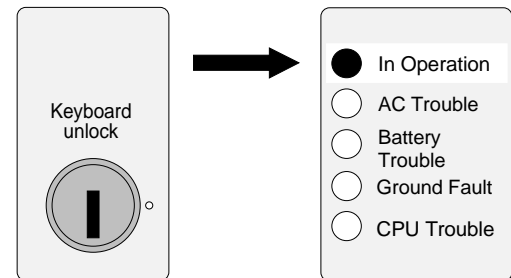 Keyboard
unlock
In Operation
AC Trouble
Battery
Trouble
Ground Fault
CPU Trouble